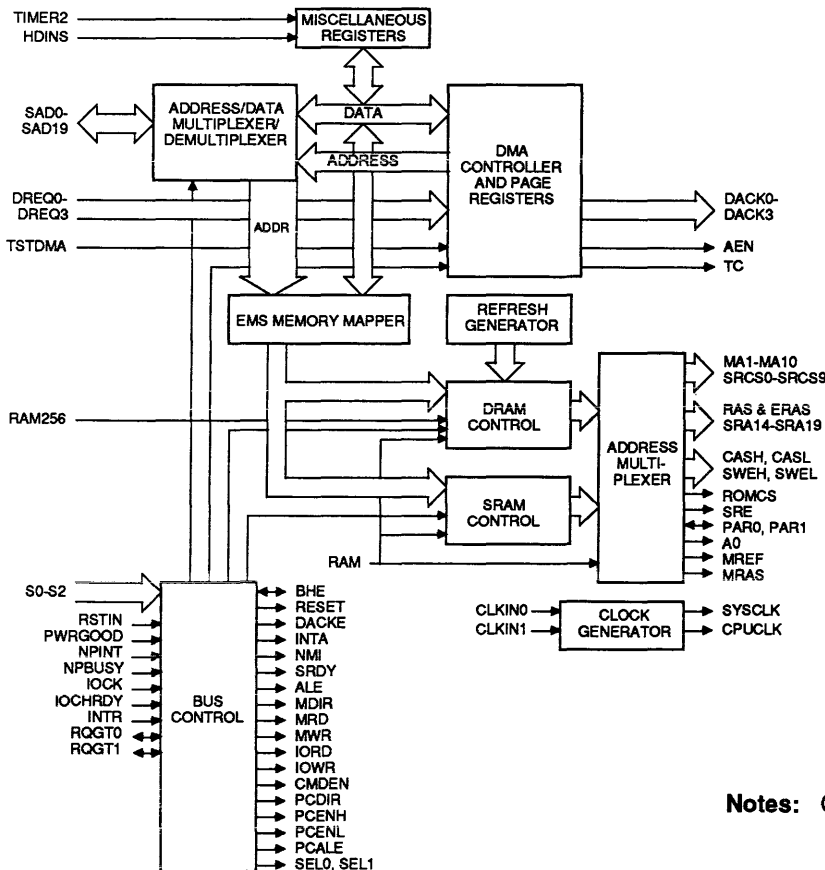 TIMER2
HDINS
MISCELLANEOUS
REGISTERS
SAD0-
SAD19
ADDRESS/DATA
MULTIPLEXER/
DEMULTIPLEXER
DATA
ADDRESS
DMA
CONTROLLER
AND PAGE
REGISTERS
DREQ0-
DREQ3
ADDR
DACK0-
DACK3
TSTDMA
AEN
TC
EMS MEMORY MAPPER
REFRESH
GENERATOR
RAM256
DRAM
CONTROL
SRAM
CONTROL
ADDRESS
MULTI-
PLEXER
MA1-MA10
SRCS0-SRCS9
RAS & ERAS
SRA14-SRA19
CASH, CASL
SWEH, SWEL
ROMCS
SRE
PAR0, PAR1
A0
MREF
MRAS
RAM
S0-S2
RSTIN
PWRGOOD
NPINT
NPBUSY
IOCK
IOCHRDY
INTR
RQGT0
RQGT1
BUS
CONTROL
BHE
RESET
DACKE
INTA
NMI
SRDY
ALE
MDIR
MRD
MWR
IORD
IOWR
CMDEN
PCDIR
PCENH
PCENL
PCALE
SEL0, SEL1
CLKIN0
CLKIN1
CLOCK
GENERATOR
SYSCLK
CPUCLK
Notes: